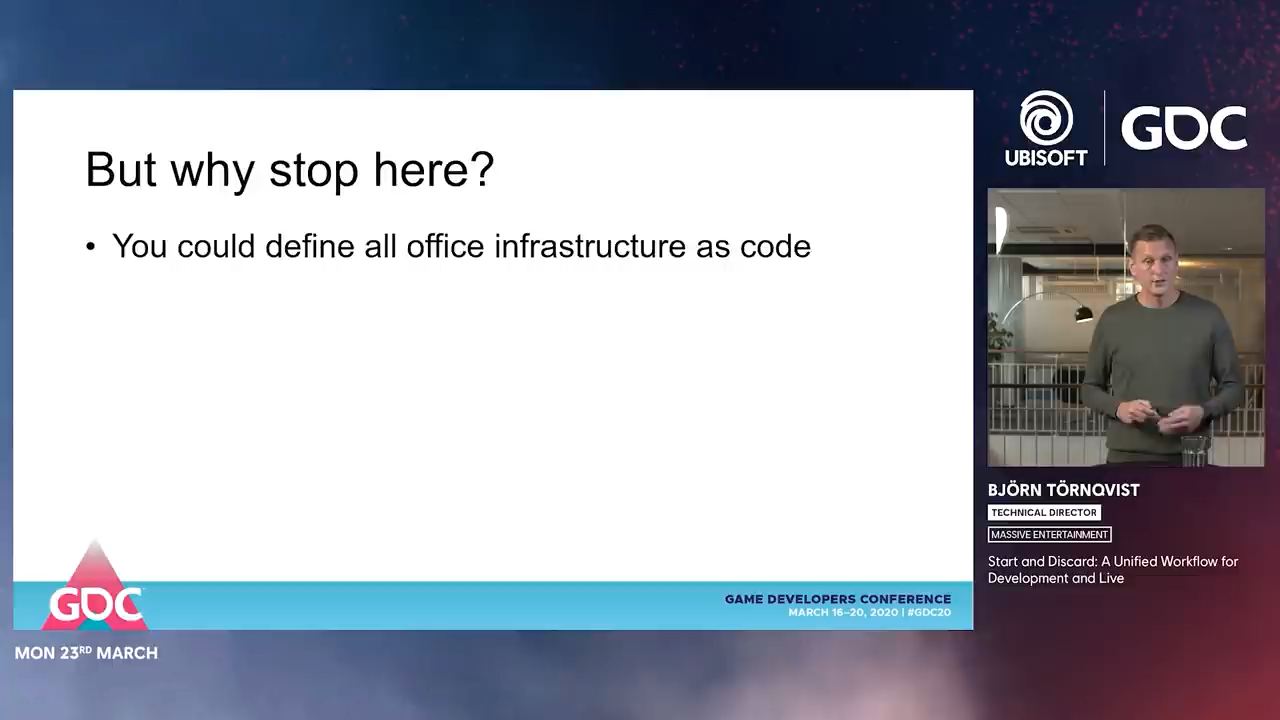 But why stop here?
• You could define all office infrastructure as code
GDC
GAME DEVELOPERS CONFERENCE
MARCH 16–20, 2020 | #GDC20
MON 23RD MARCH
UBISOFT
GDC
BJÖRN TÖRNQVIST
TECHNICAL DIRECTOR
MASSIVE ENTERTAINMENT
Start and Discard: A Unified Workflow for
Development and Live